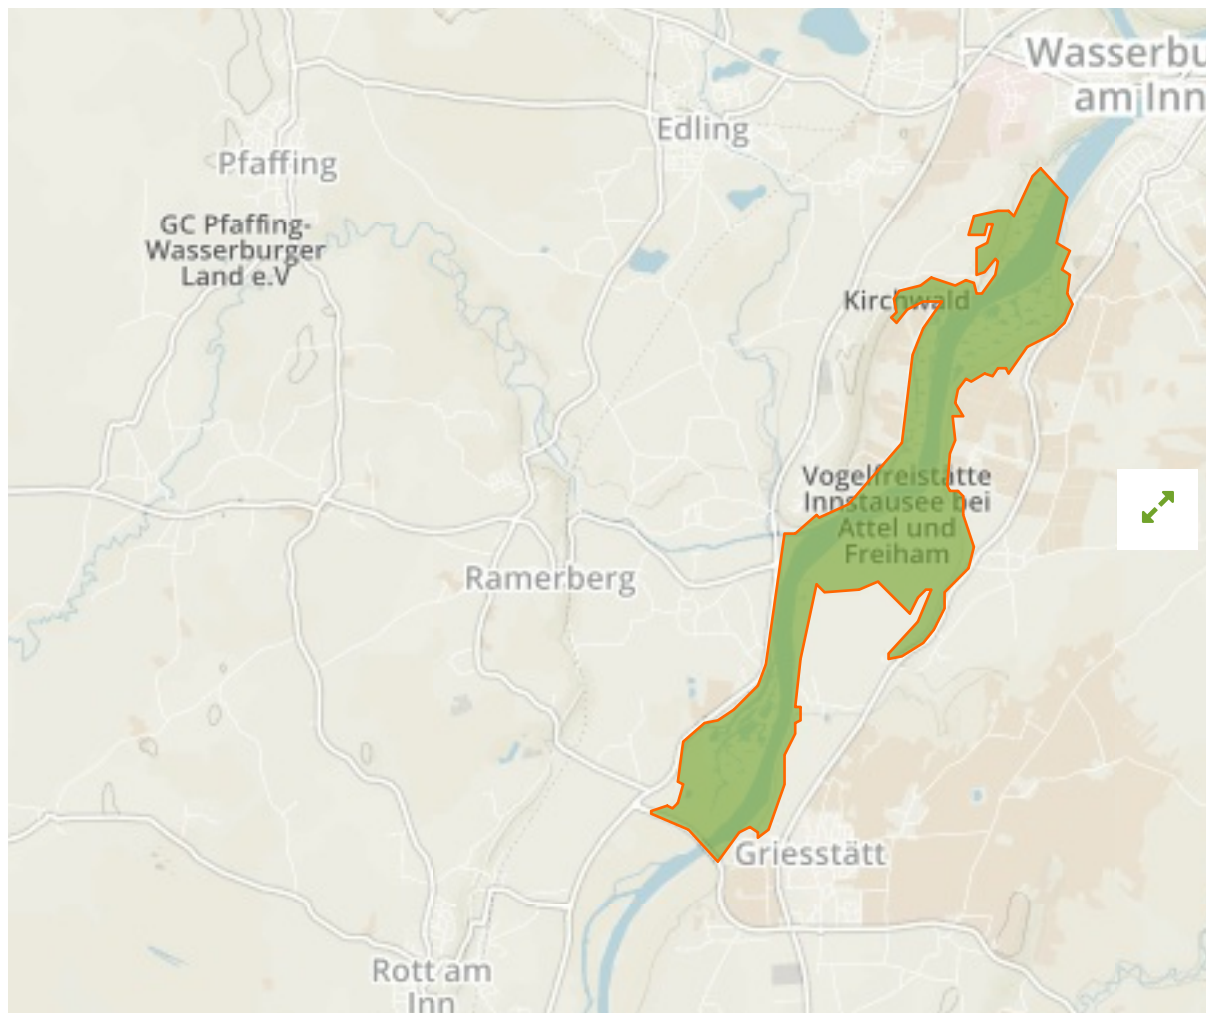 Wasserbu
am Inn
Edling
Pfaffing
GC Pfaffing-
Wasserburger
Land e.V
Kirchwald
Vogelfreistätte
Innstausee bei
Attel und
Freiham
Ramerberg
Griesstätt
Rott am
Inn